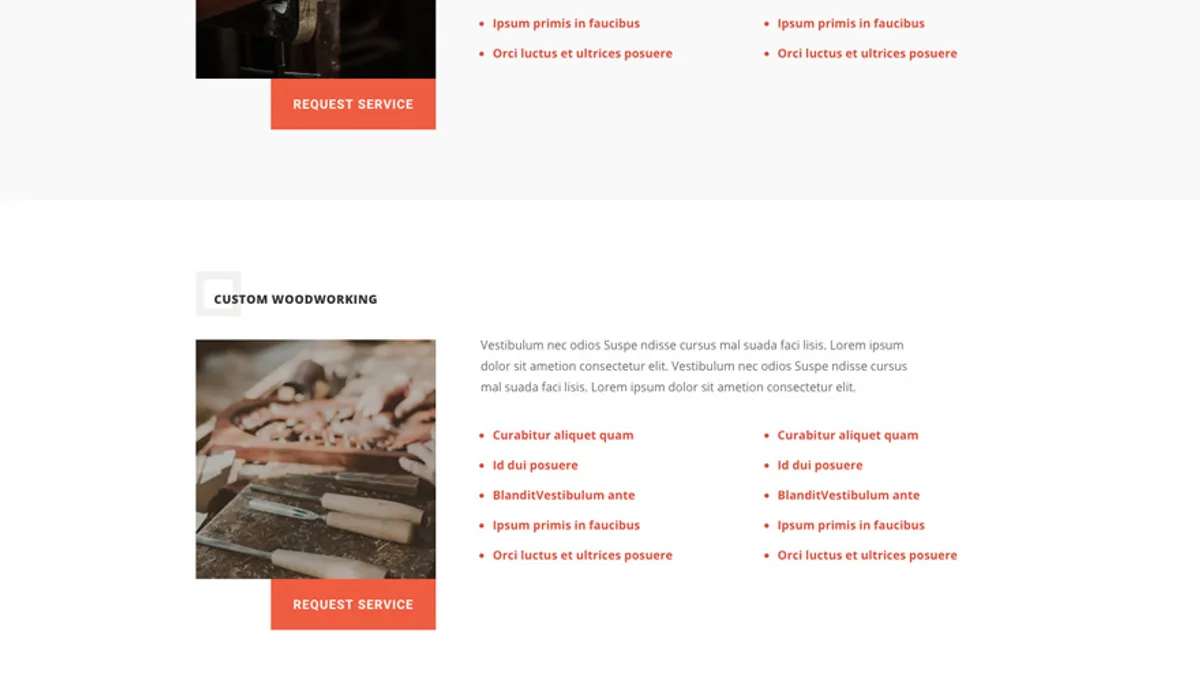 Ipsum primis in faucibus
Orci luctus et ultrices posuere
Ipsum primis in faucibus
Orci luctus et ultrices posuere
REQUEST SERVICE
CUSTOM WOODWORKING
Vestibulum nec odios Suspe ndisse cursus mal suada faci lisis. Lorem ipsum
dolor sit ametion consectetur elit. Vestibulum nec odios Suspe ndisse cursus
mal suada faci lisis. Lorem ipsum dolor sit ametion consectetur elit.
Curabitur aliquet quam
Id dui posuere
BlanditVestibulum ante
Ipsum primis in faucibus
Orci luctus et ultrices posuere
Curabitur aliquet quam
Id dui posuere
BlanditVestibulum ante
Ipsum primis in faucibus
Orci luctus et ultrices posuere
REQUEST SERVICE